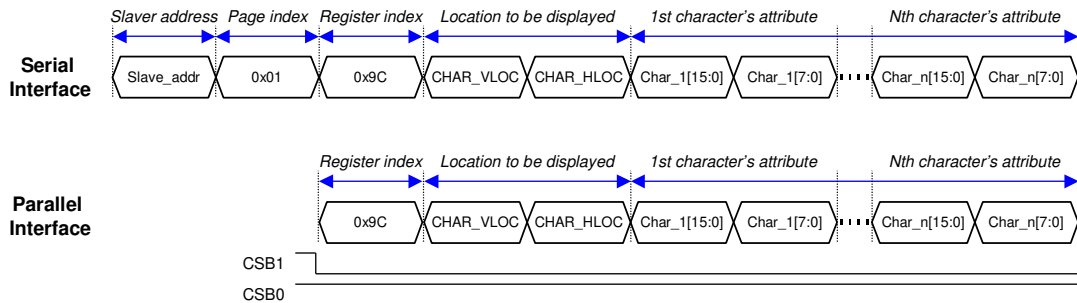 Slaver address Page index Register index Location to be displayed 1st character's attribute Nth character's attribute
Serial Interface
Slave_addr 0x01 0x9C CHAR_VLOC CHAR_HLOC Char_1[15:0] Char_1[7:0] Char_n[15:0] Char_n[7:0]
Register index Location to be displayed 1st character's attribute Nth character's attribute
Parallel Interface
0x9C CHAR_VLOC CHAR_HLOC Char_1[15:0] Char_1[7:0] Char_n[15:0] Char_n[7:0]
CSB1
CSB0